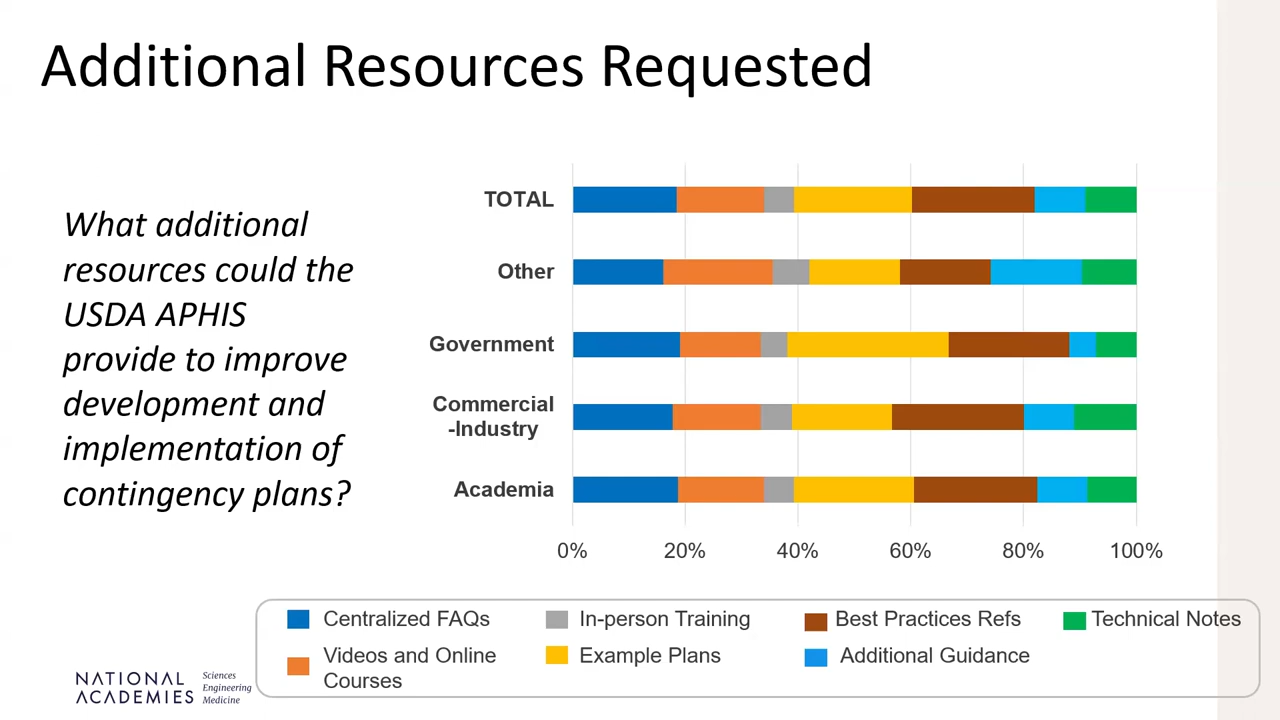 Additional Resources Requested
What additional
resources could the
USDA APHIS
provide to improve
development and
implementation of
contingency plans?
TOTAL
Other
Government
Commercial
-Industry
Academia
0% 20% 40% 60% 80% 100%
Centralized FAQs In-person Training Best Practices Refs Technical Notes
Videos and Online
Courses
Example Plans Additional Guidance
NATIONAL
ACADEMIES
Sciences
Engineering
Medicine